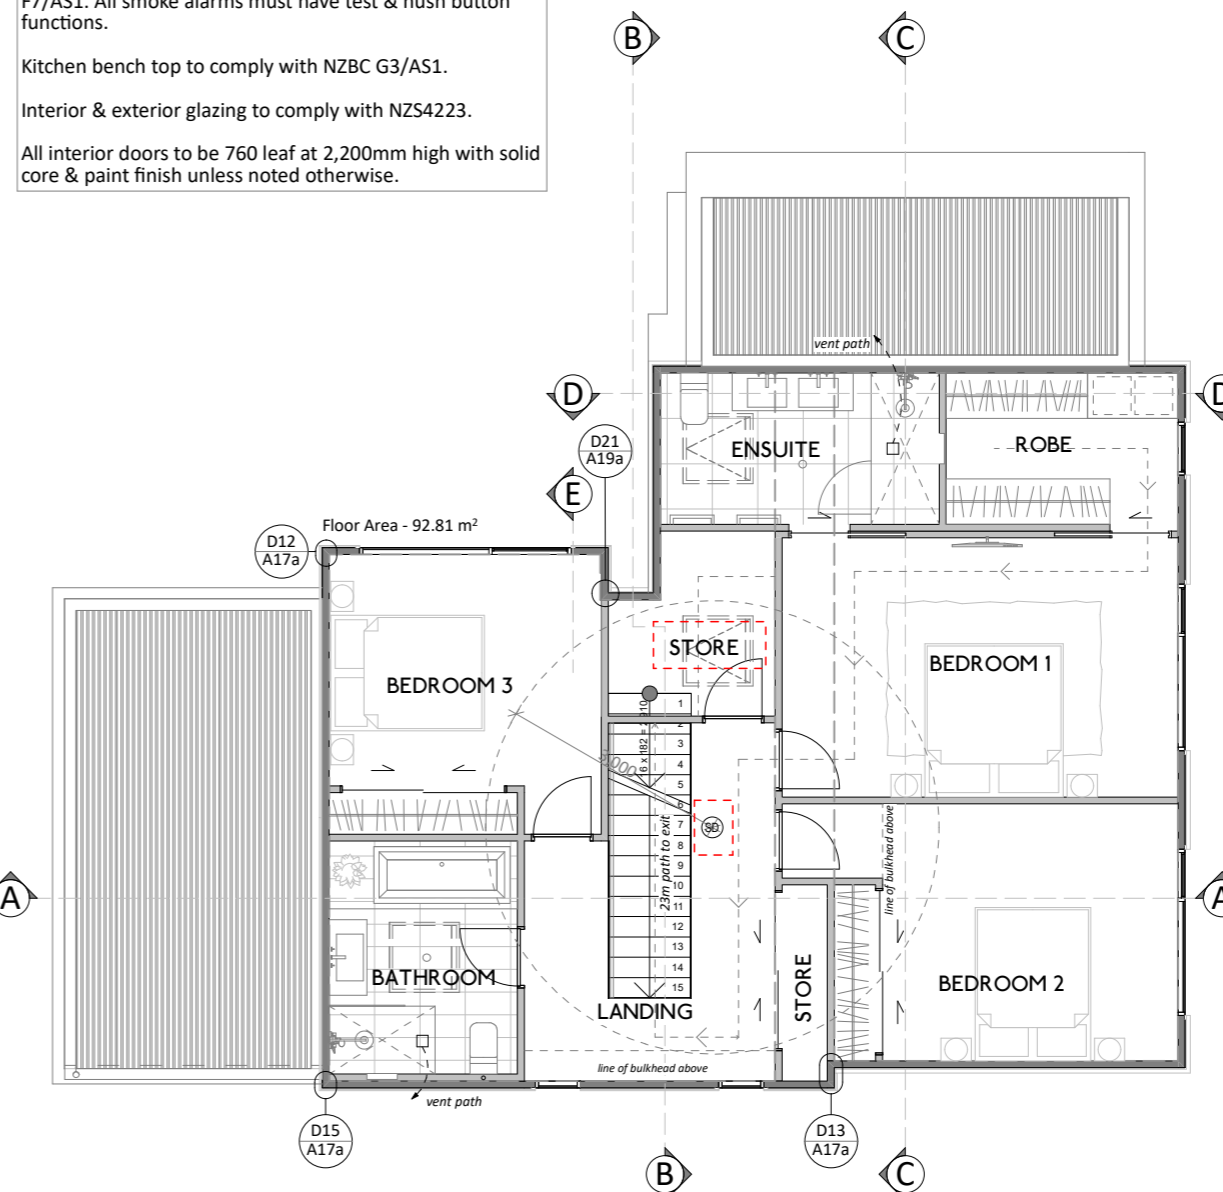 F7/AS1. All smoke alarms must have test & hush button
functions.
Kitchen bench top to comply with NZBC G3/AS1.
Interior & exterior glazing to comply with NZS4223.
All interior doors to be 760 leaf at 2,200mm high with solid
core & paint finish unless noted otherwise.
B
C
vent path
D
D
D21
A19a
ENSUITE
ROBE
E
Floor Area - 92.81 m²
D12
A17a
STORE
BEDROOM 3
BEDROOM 1
1
2
3
4
5
6
7
8
9
10
11
12
13
14
15
3,000
SD
23m path to exit
line of bulkhead above
A
A
BATHROOM
STORE
BEDROOM 2
LANDING
line of bulkhead above
vent path
D15
A17a
D13
A17a
B
C